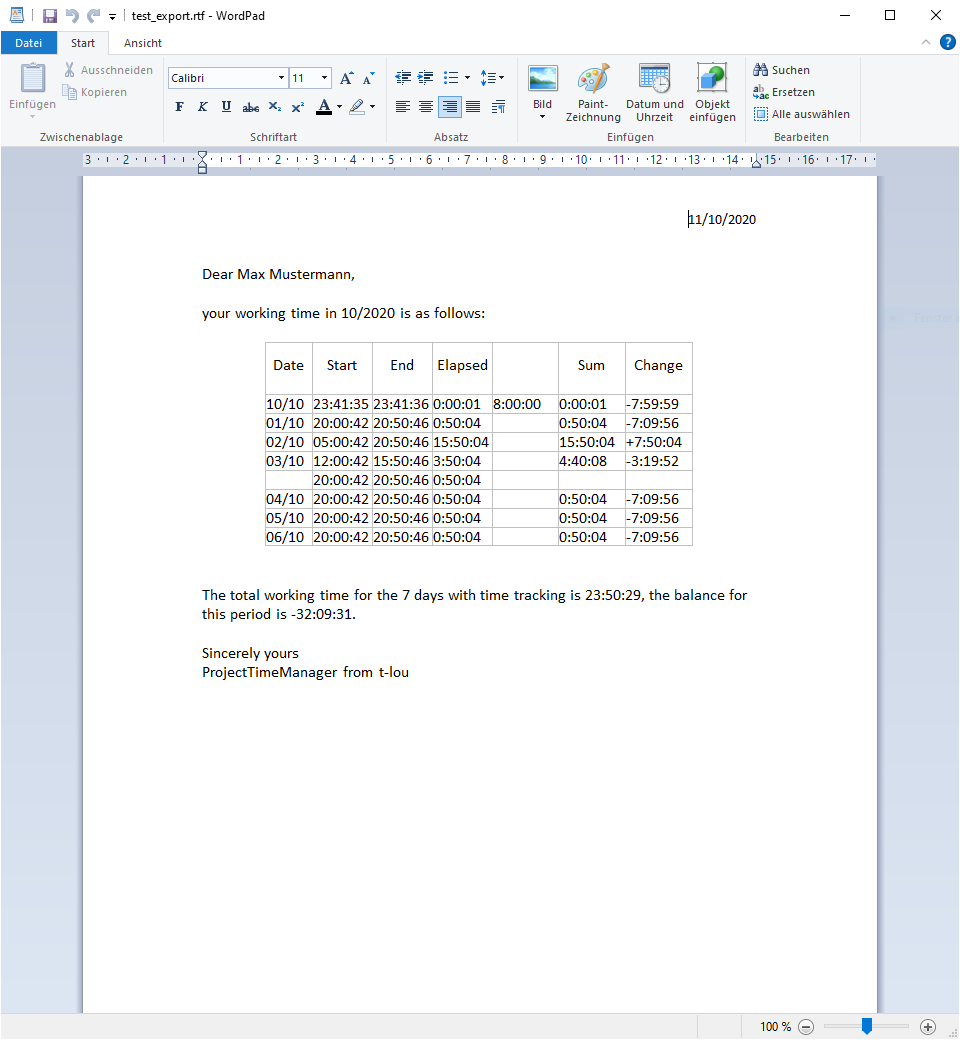 test_export.rtf - WordPad
Datei Start Ansicht
Einfügen
Ausschneiden
Kopieren
Zwischenablage
Calibri 11
F K U abc X₂ X²
A
Schriftart
Absatz
Bild
Paint-
Zeichnung
Datum und
Uhrzeit
Objekt
einfügen
Einfügen
Suchen
Ersetzen
Alle auswählen
Bearbeiten
3 2 1 1 2 3 4 5 6 7 8 9 10 11 12 13 14 15 16 17
11/10/2020
Dear Max Mustermann,
your working time in 10/2020 is as follows:
Date Start End Elapsed Sum Change
10/10 23:41:35 23:41:36 0:00:01 8:00:00 0:00:01 -7:59:59
01/10 20:00:42 20:50:46 0:50:04 0:50:04 -7:09:56
02/10 05:00:42 20:50:46 15:50:04 15:50:04 +7:50:04
03/10 12:00:42 15:50:46 3:50:04 4:40:08 -3:19:52
20:00:42 20:50:46 0:50:04
04/10 20:00:42 20:50:46 0:50:04 0:50:04 -7:09:56
05/10 20:00:42 20:50:46 0:50:04 0:50:04 -7:09:56
06/10 20:00:42 20:50:46 0:50:04 0:50:04 -7:09:56
The total working time for the 7 days with time tracking is 23:50:29, the balance for
this period is -32:09:31.
Sincerely yours
ProjectTimeManager from t-lou
100 %